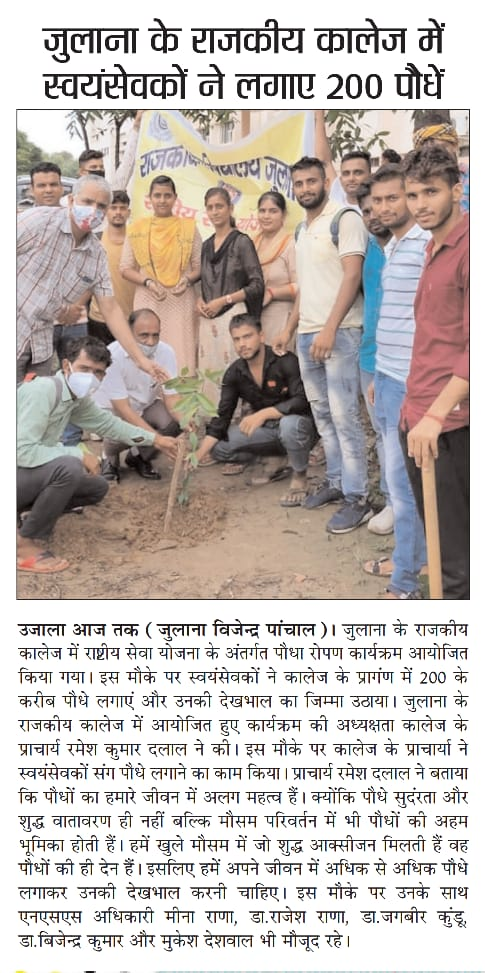 जुलाना के राजकीय कालेज में
स्वयंसेवकों ने लगाए 200 पौधें
उजाला आज तक ( जुलाना विजेन्द्र पांचाल )। जुलाना के राजकीय
कालेज में राष्ट्रीय सेवा योजना के अंतर्गत पौधा रोपण कार्यक्रम आयोजित
किया गया। इस मौके पर स्वयंसेवकों ने कालेज के प्रागंण में 200 के
करीब पौधे लगाएं और उनकी देखभाल का जिम्मा उठाया। जुलाना के
राजकीय कालेज में आयोजित हुए कार्यक्रम की अध्यक्षता कालेज के
प्राचार्य रमेश कुमार दलाल ने की। इस मौके पर कालेज के प्राचार्या ने
स्वयंसेवकों संग पौधे लगाने का काम किया। प्राचार्य रमेश दलाल ने बताया
कि पौधों का हमारे जीवन में अलग महत्व हैं। क्योंकि पौधे सुदंरता और
शुद्ध वातावरण ही नहीं बल्कि मौसम परिवर्तन में भी पौधों की अहम
भूमिका होती हैं। हमें खुले मौसम में जो शुद्ध आक्सीजन मिलती हैं वह
पौधों की ही देन हैं। इसलिए हमें अपने जीवन में अधिक से अधिक पौधे
लगाकर उनकी देखभाल करनी चाहिए। इस मौके पर उनके साथ
एनएसएस अधिकारी मीना राणा, डा.राजेश राणा, डा.जगबीर कुंडू,
डा.बिजेन्द्र कुमार और मुकेश देशवाल भी मौजूद रहे।